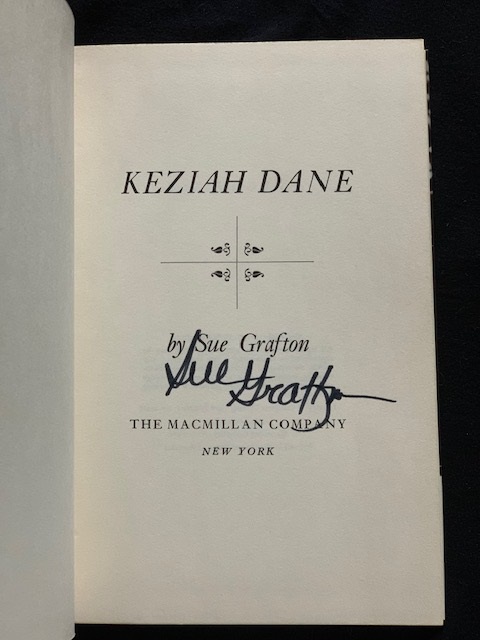 KEZIAH DANE
by Sue Grafton
Sue Grafton
THE MACMILLAN COMPANY
NEW YORK